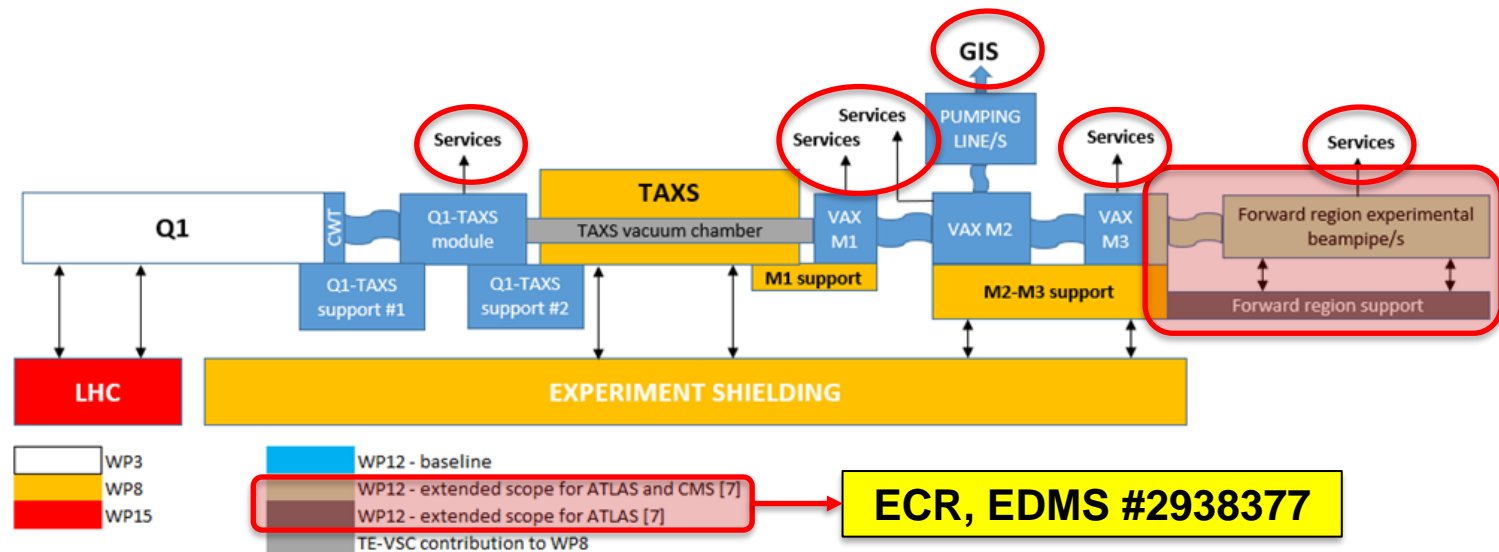 GIS
Services
Services
Services
PUMPING
LINE/S
Services
Services
Q1
CWT
Q1-TAXS
module
TAXS
TAXS vacuum chamber
VAX
M1
VAX M2
VAX
M3
Forward region experimental
beampipe/s
Q1-TAXS
support #1
Q1-TAXS
support #2
M1 support
M2-M3 support
Forward region support
LHC
EXPERIMENT SHIELDING
WP3
WP8
WP15
WP12 - baseline
WP12 - extended scope for ATLAS and CMS [7]
WP12 - extended scope for ATLAS [7]
TE-VSC contribution to WP8
ECR, EDMS #2938377